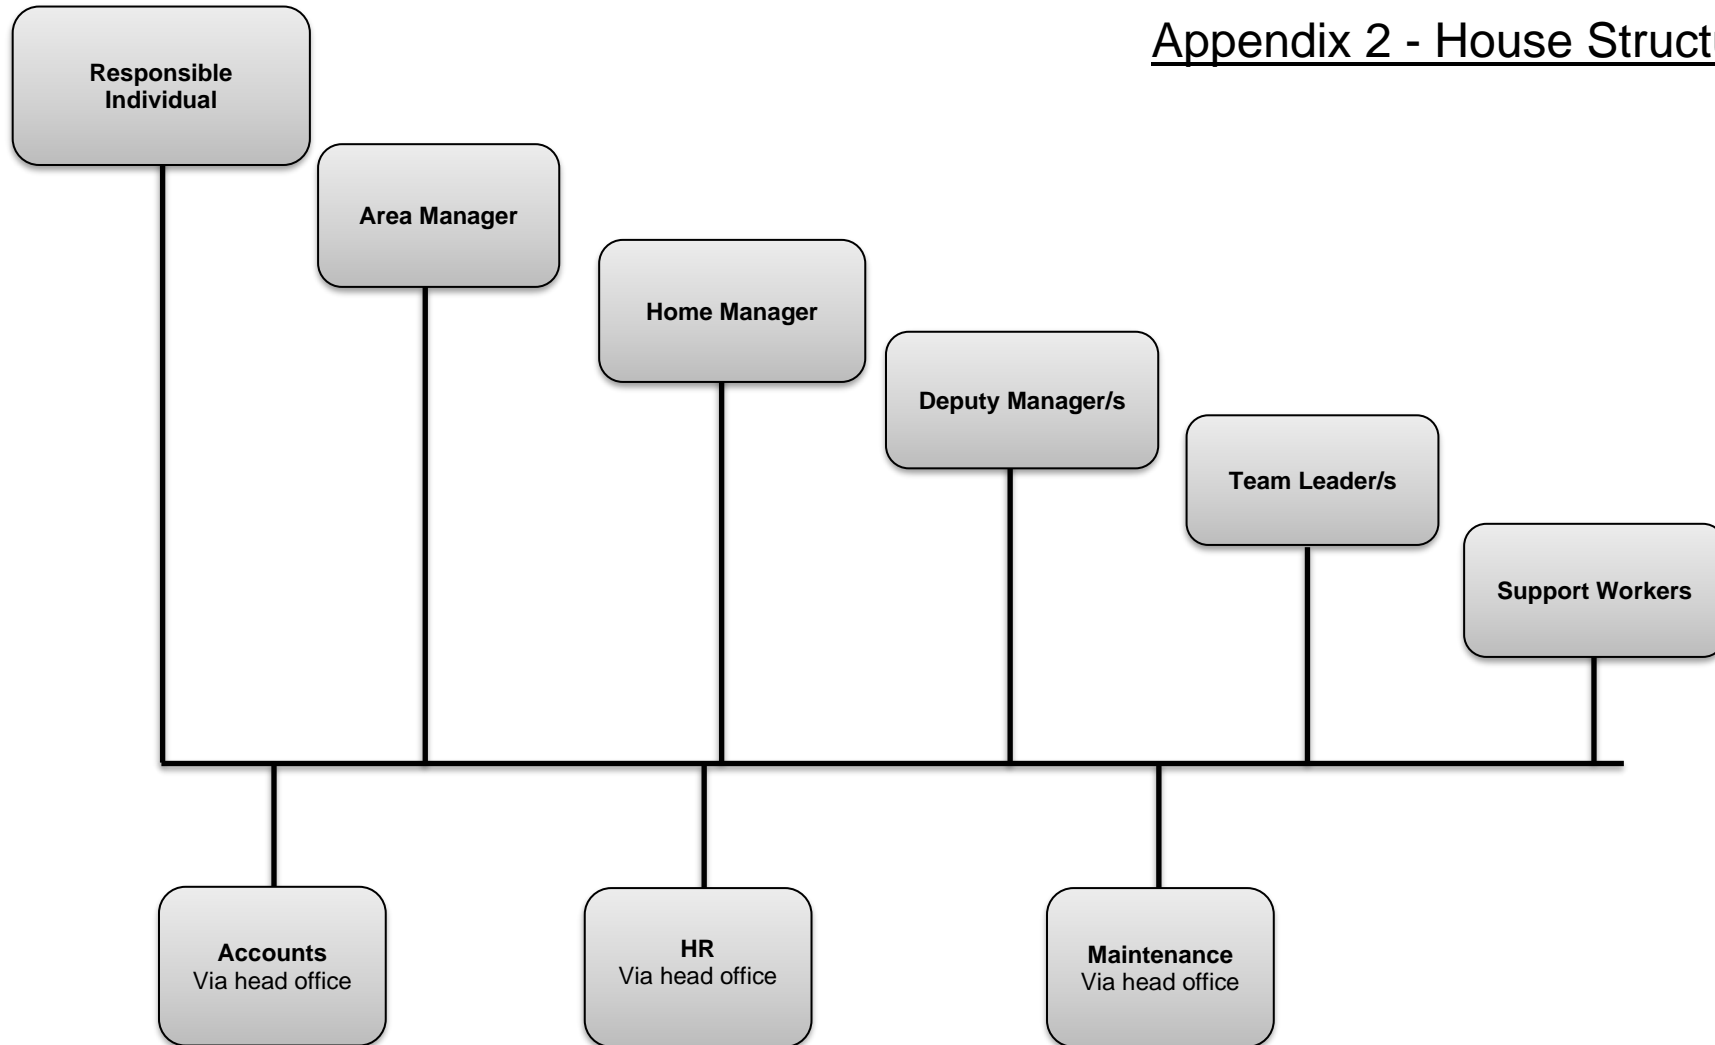 Appendix 2 - House Struct
Responsible
Individual
Area Manager
Home Manager
Deputy Manager/s
Team Leader/s
Support Workers
Accounts
Via head office
HR
Via head office
Maintenance
Via head office